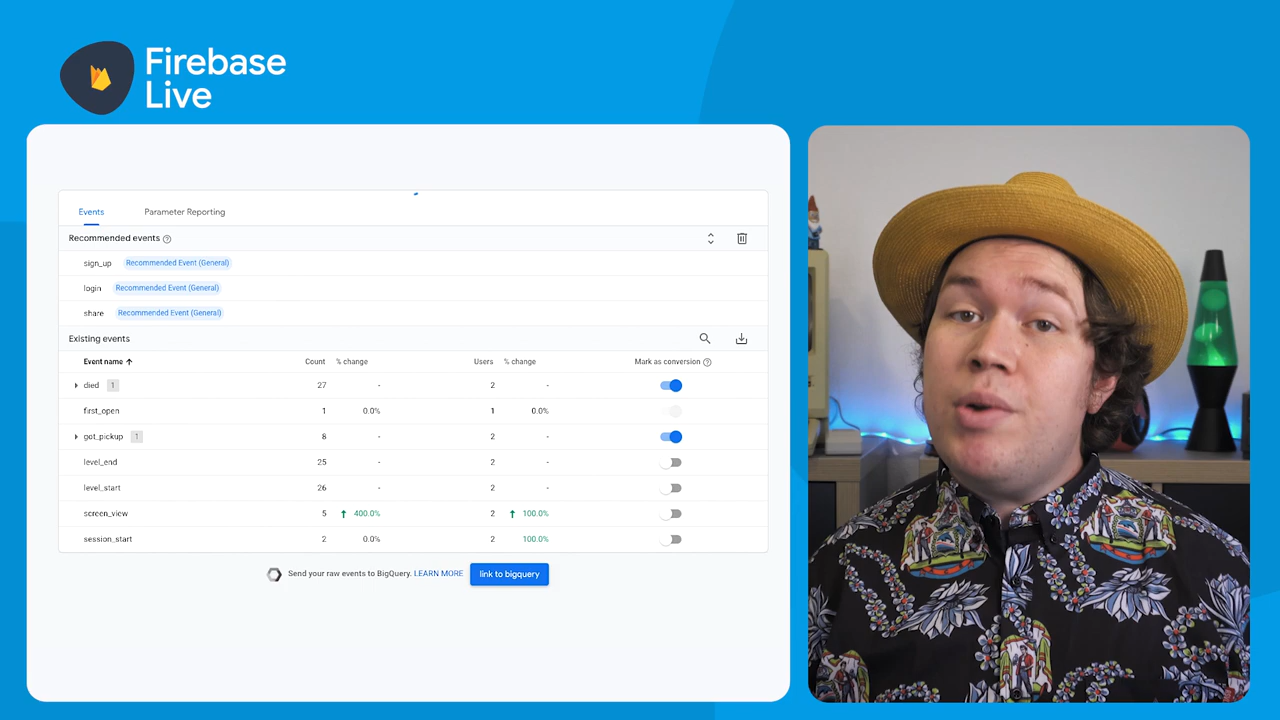 Firebase
Live
Events Parameter Reporting
Recommended events
sign_up Recommended Event (General)
login Recommended Event (General)
share Recommended Event (General)
Existing events
Event name Count % change Users % change Mark as conversion
died 1 27 - 2 -
first_open 1 0.0% 1 0.0%
got_pickup 1 8 - 2 -
level_end 25 - 2 -
level_start 26 - 2 -
screen_view 5 400.0% 2 100.0%
session_start 2 0.0% 2 100.0%
Send your raw events to BigQuery. LEARN MORE link to bigquery